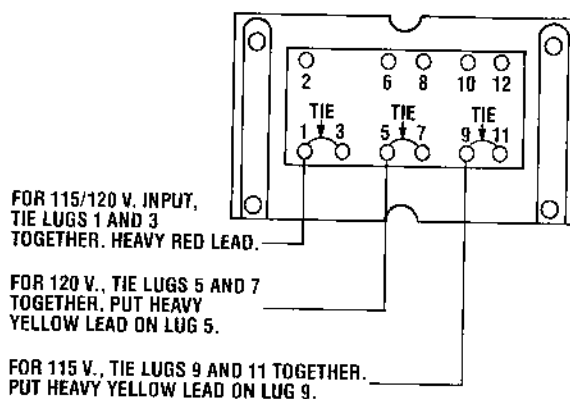 2 6 8 10 12
TIE TIE TIE
1 3 5 7 9 11
FOR 115/120 V. INPUT,
TIE LUGS 1 AND 3
TOGETHER. HEAVY RED LEAD.
FOR 120 V., TIE LUGS 5 AND 7
TOGETHER, PUT HEAVY
YELLOW LEAD ON LUG 5.
FOR 115 V., TIE LUGS 9 AND 11 TOGETHER.
PUT HEAVY YELLOW LEAD ON LUG 9.